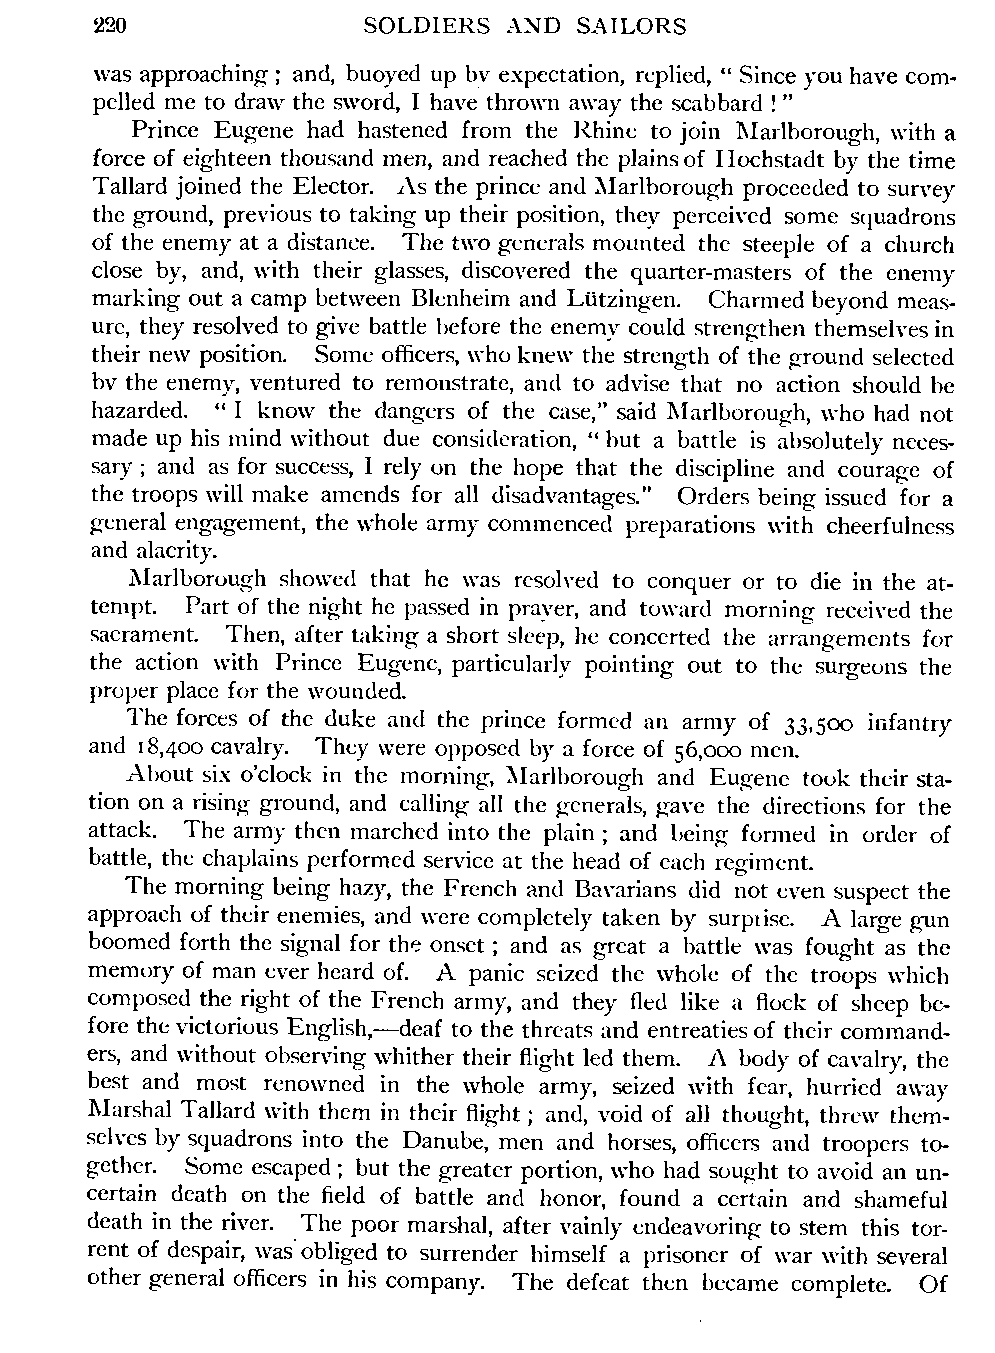 220 SOLDIERS AND SAILORS
was approaching ; and, buoyed up by expectation, replied, “ Since you have com-
pelled me to draw the sword, I have thrown away the scabbard ! ”
Prince Eugene had hastened from the Rhine to join Marlborough, with a
force of eighteen thousand men, and reached the plains of Hochstadt by the time
Tallard joined the Elector. As the prince and Marlborough proceeded to survey
the ground, previous to taking up their position, they perceived some squadrons
of the enemy at a distance. The two generals mounted the steeple of a church
close by, and, with their glasses, discovered the quarter-masters of the enemy
marking out a camp between Blenheim and Lützingen. Charmed beyond meas-
ure, they resolved to give battle before the enemy could strengthen themselves in
their new position. Some officers, who knew the strength of the ground selected
by the enemy, ventured to remonstrate, and to advise that no action should be
hazarded. “ I know the dangers of the case,” said Marlborough, who had not
made up his mind without due consideration, “ but a battle is absolutely neces-
sary ; and as for success, I rely on the hope that the discipline and courage of
the troops will make amends for all disadvantages.” Orders being issued for a
general engagement, the whole army commenced preparations with cheerfulness
and alacrity.
Marlborough showed that he was resolved to conquer or to die in the at-
tempt. Part of the night he passed in prayer, and toward morning received the
sacrament. Then, after taking a short sleep, he concerted the arrangements for
the action with Prince Eugene, particularly pointing out to the surgeons the
proper place for the wounded.
The forces of the duke and the prince formed an army of 33,500 infantry
and 18,400 cavalry. They were opposed by a force of 56,000 men.
About six o’clock in the morning, Marlborough and Eugene took their sta-
tion on a rising ground, and calling all the generals, gave the directions for the
attack. The army then marched into the plain ; and being formed in order of
battle, the chaplains performed service at the head of each regiment.
The morning being hazy, the French and Bavarians did not even suspect the
approach of their enemies, and were completely taken by surprise. A large gun
boomed forth the signal for the onset ; and as great a battle was fought as the
memory of man ever heard of. A panic seized the whole of the troops which
composed the right of the French army, and they fled like a flock of sheep be-
fore the victorious English,—deaf to the threats and entreaties of their command-
ers, and without observing whither their flight led them. A body of cavalry, the
best and most renowned in the whole army, seized with fear, hurried away
Marshal Tallard with them in their flight ; and, void of all thought, threw them-
selves by squadrons into the Danube, men and horses, officers and troopers to-
gether. Some escaped ; but the greater portion, who had sought to avoid an un-
certain death on the field of battle and honor, found a certain and shameful
death in the river. The poor marshal, after vainly endeavoring to stem this tor-
rent of despair, was obliged to surrender himself a prisoner of war with several
other general officers in his company. The defeat then became complete. Of